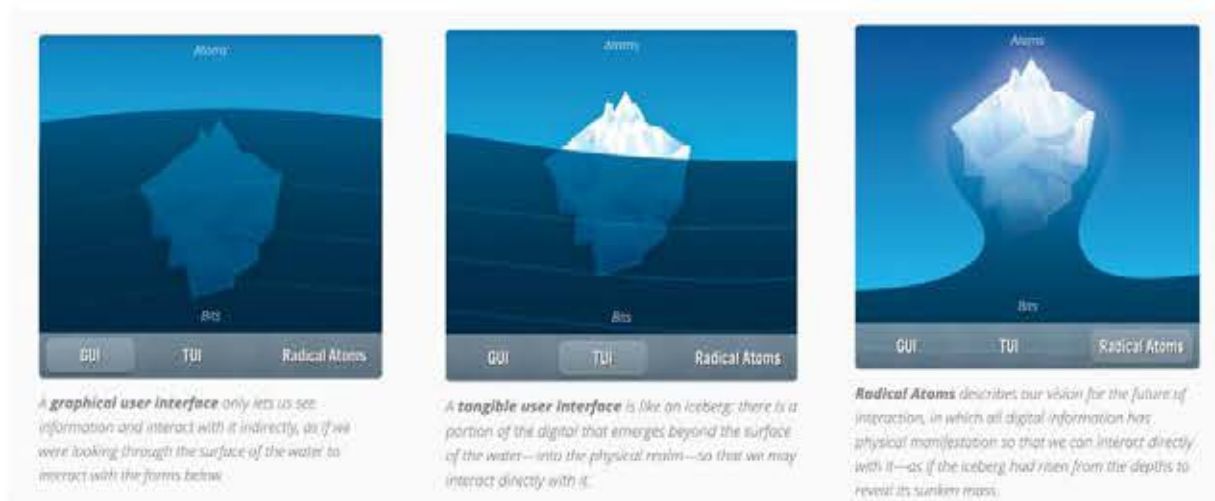 Atoms
Bits
GUI TUI Radical Atoms
A graphical user interface only lets us see
information and interact with it indirectly, as if we
were looking through the surface of the water to
interact with the forms below.
Atoms
Bits
GUI TUI Radical Atoms
A tangible user interface is like an iceberg: there is a
portion of the digital that emerges beyond the surface
of the water—into the physical realm—so that we may
interact directly with it.
Atoms
Bits
GUI TUI Radical Atoms
Radical Atoms describes our vision for the future of
interaction, in which all digital information has
physical manifestation so that we can interact directly
with it—as if the iceberg had risen from the depths to
reveal its sunken mass.